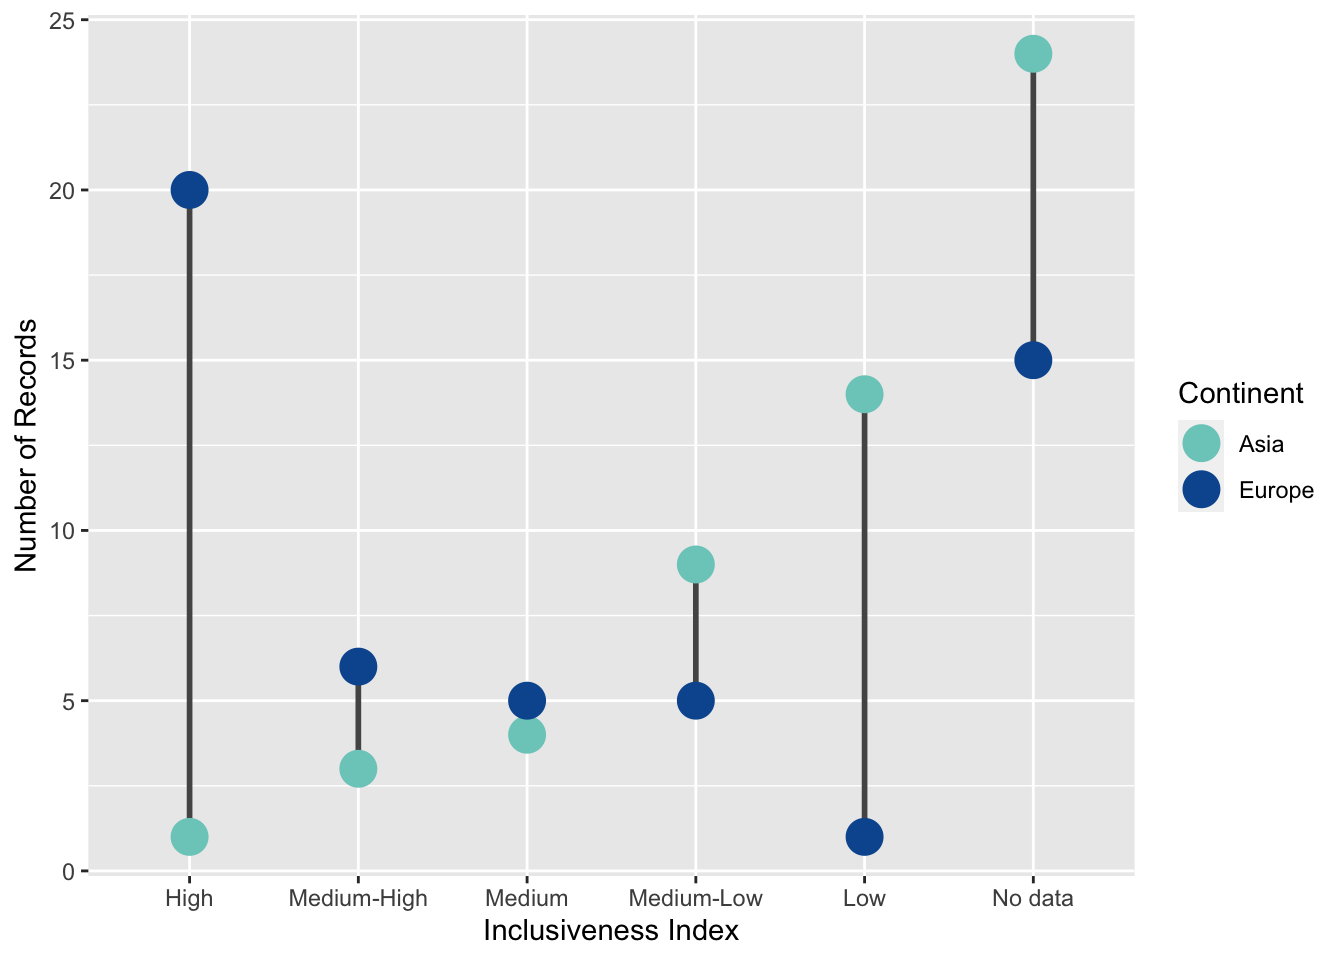 25
20
15
10
5
0
Number of Records
High
Medium-High
Medium
Medium-Low
Low
No data
Inclusiveness Index
Continent
Asia
Europe